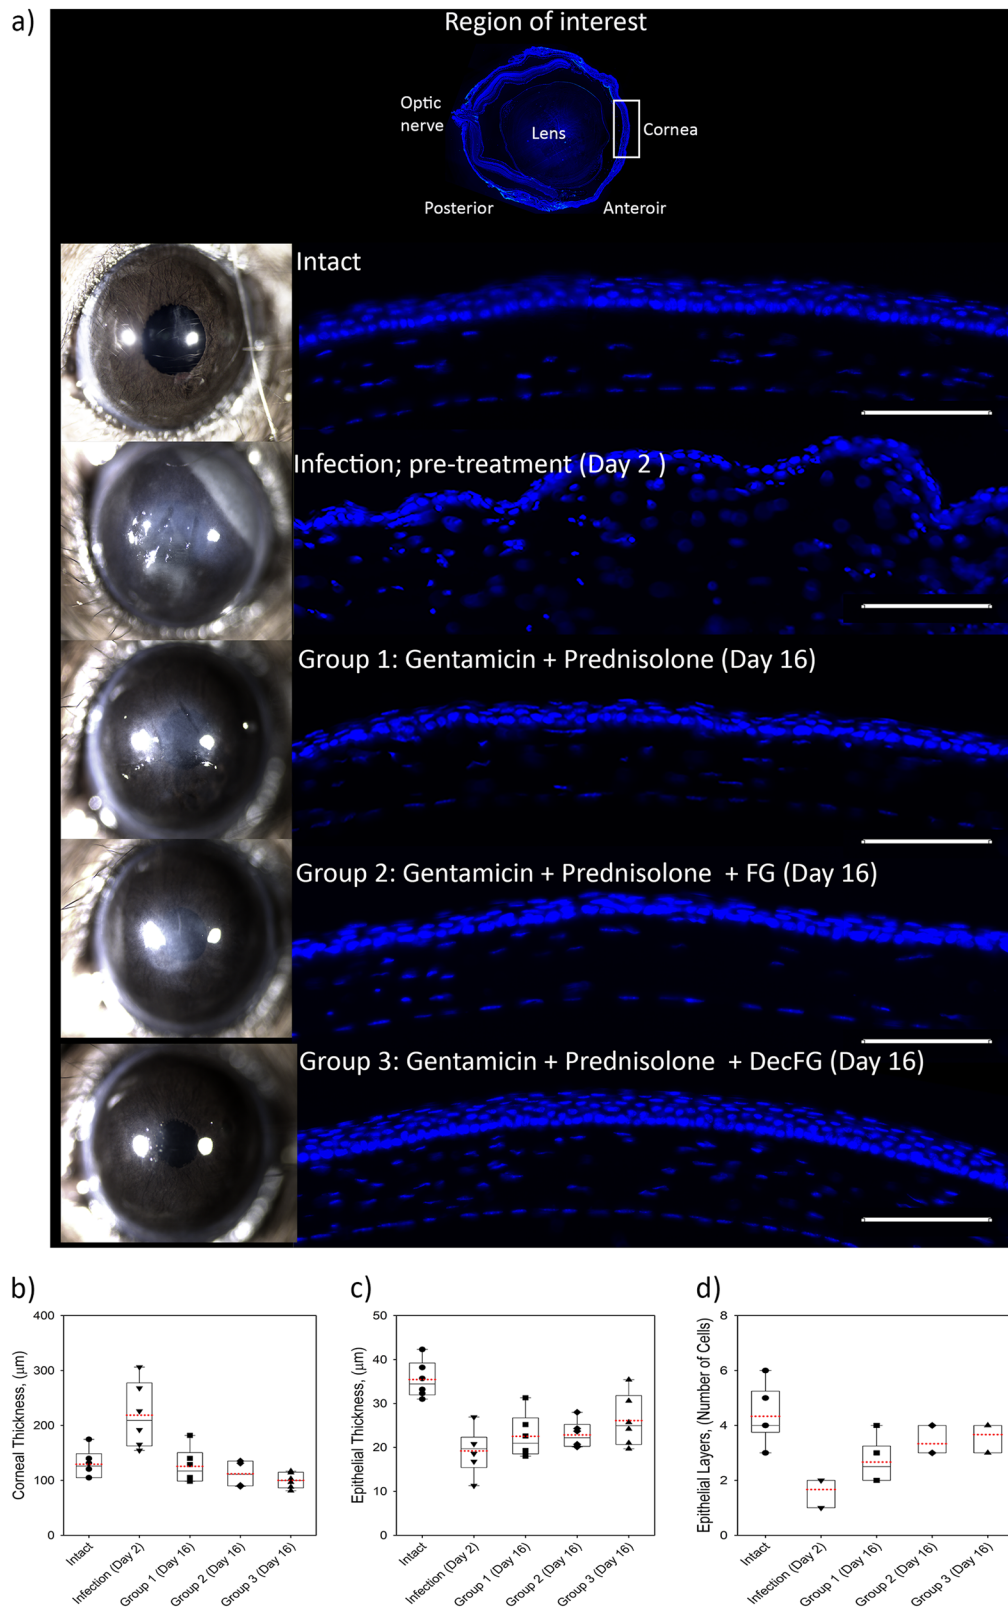 a)
Region of interest
Optic
nerve
Lens
Cornea
Posterior
Anteroir
Intact
Infection; pre-treatment (Day 2 )
Group 1: Gentamicin + Prednisolone (Day 16)
Group 2: Gentamicin + Prednisolone + FG (Day 16)
Group 3: Gentamicin + Prednisolone + DecFG (Day 16)
b)
Corneal Thickness, (µm)
400
300
200
100
0
Intact
Infection (Day 2)
Group 1 (Day 16)
Group 2 (Day 16)
Group 3 (Day 16)
c)
Epithelial Thickness, (µm)
50
40
30
20
10
0
Intact
Infection (Day 2)
Group 1 (Day 16)
Group 2 (Day 16)
Group 3 (Day 16)
d)
Epithelial Layers, (Number of Cells)
8
6
4
2
0
Intact
Infection (Day 2)
Group 1 (Day 16)
Group 2 (Day 16)
Group 3 (Day 16)